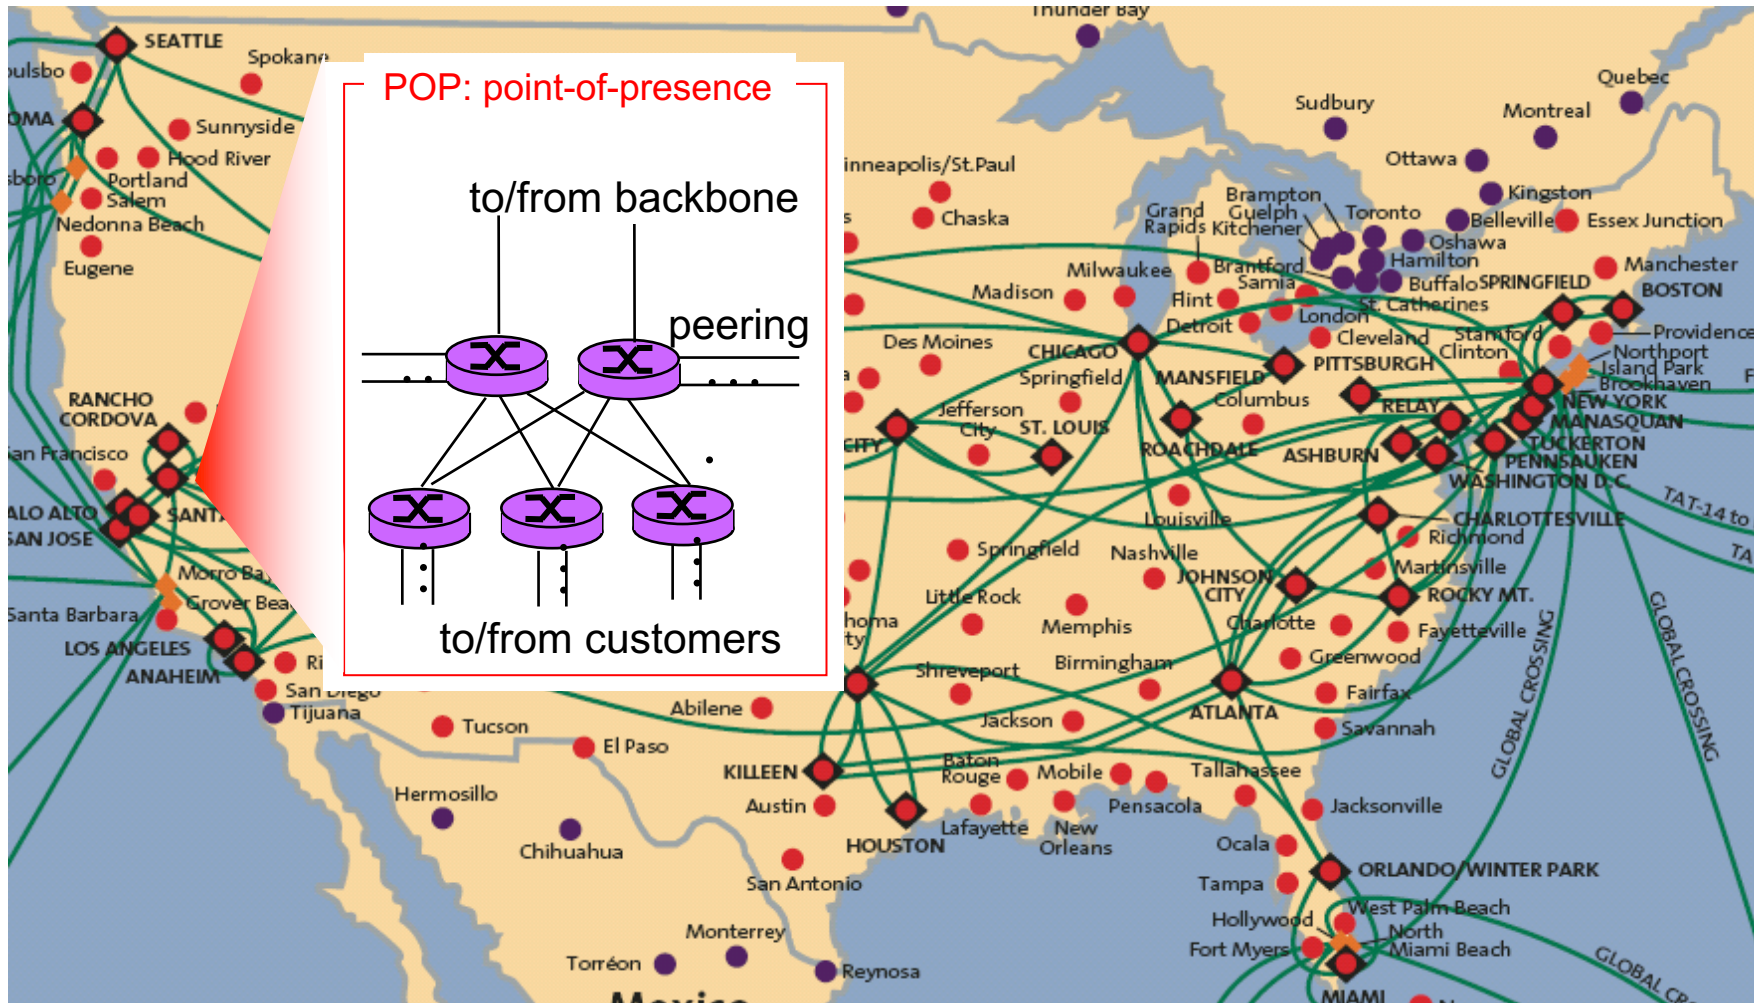 Thunder Bay
SEATTLE
Spokane
POP: point-of-presence
Quebec
Sudbury
Montreal
Sunnyside
Hood River
Portland
Salem
Nedonna Beach
Eugene
Ottawa
Kingston
Brampton
Guelph
Kitchener
Toronto
Belleville
Essex Junction
Grand
Rapids
Chaska
Oshawa
Hamilton
to/from backbone
Milwaukee
Brantford
Sarnia
Buffalo
SPRINGFIELD
Manchester
BOSTON
Madison
Flint
St. Catherines
London
Detroit
Cleveland
Stamford
Providence
peering
Des Moines
CHICAGO
Clinton
Northport
Island Park
Brookhaven
Springfield
MANSFIELD
PITTSBURGH
NEW YORK
MANASQUAN
TUCKERTON
PENNSAUKEN
WASHINGTON D.C.
RANCHO
CORDOVA
Columbus
RELAY
Jefferson
City
ST. LOUIS
CITY
ROACHDALE
ASHBURN
SAN JOSE
Louisville
CHARLOTTESVILLE
Richmond
TAT-14 to
Springfield
Nashville
Morro Bay
Santa Barbara
JOHNSON
CITY
Martinsville
ROCKY MT.
Little Rock
Memphis
Charlotte
Fayetteville
LOS ANGELES
ANAHEIM
to/from customers
Shreveport
Birmingham
Greenwood
GLOBAL CROSSING
GLOBAL CROSSING
San Diego
Tijuana
Tucson
El Paso
Abilene
Jackson
ATLANTA
Fairfax
Savannah
KILLEEN
Baton
Rouge
Mobile
Tallahassee
Hermosillo
Austin
Pensacola
Jacksonville
Chihuahua
HOUSTON
Lafayette
New
Orleans
Ocala
San Antonio
Tampa
ORLANDO/WINTER PARK
West Palm Beach
Hollywood
North
Miami Beach
Fort Myers
Monterrey
Torréon
Reynosa
Mexico
MIAMI